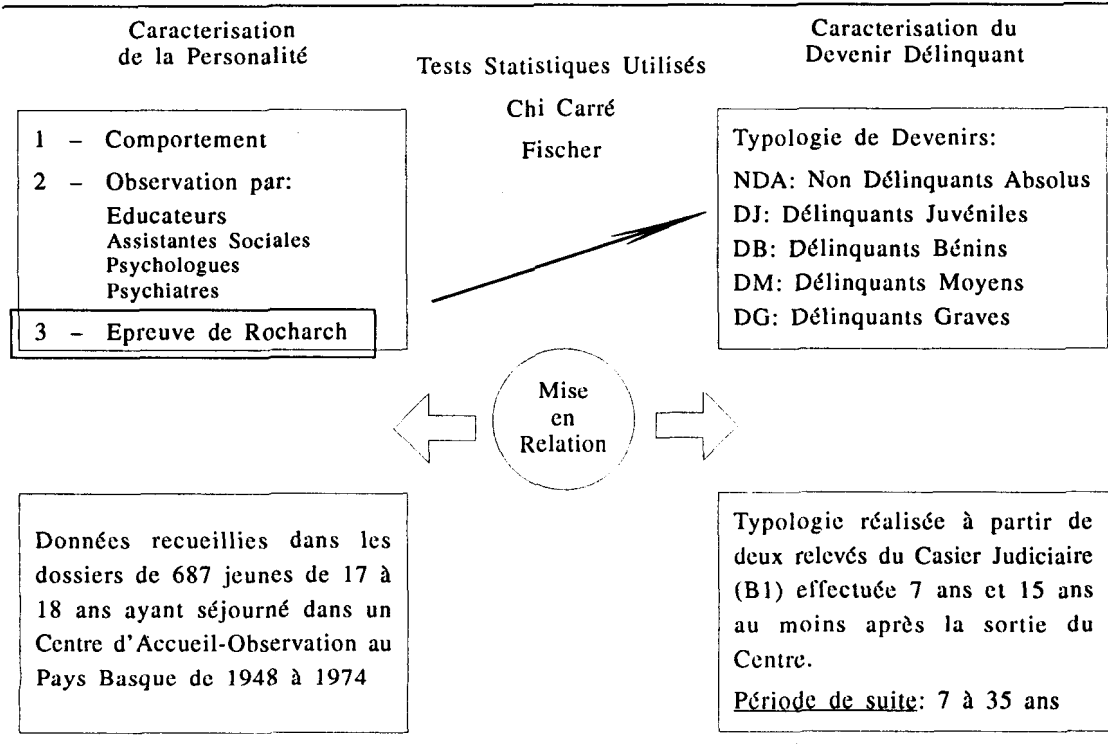 Caracterisation
de la Personalité
Tests Statistiques Utilisés
Chi Carré
Fischer
Caracterisation du
Devenir Délinquant
1 – Comportement
2 – Observation par:
Educateurs
Assistantes Sociales
Psychologues
Psychiatres
3 – Epreuve de Rocharch
Typologie de Devenirs:
NDA: Non Délinquants Absolus
DJ: Délinquants Juvéniles
DB: Délinquants Bénins
DM: Délinquants Moyens
DG: Délinquants Graves
Mise
en
Relation
Données recueillies dans les
dossiers de 687 jeunes de 17 à
18 ans ayant séjourné dans un
Centre d'Accueil-Observation au
Pays Basque de 1948 à 1974
Typologie réalisée à partir de
deux relevés du Casier Judiciaire
(B1) effectuée 7 ans et 15 ans
au moins après la sortie du
Centre.
Période de suite: 7 à 35 ans